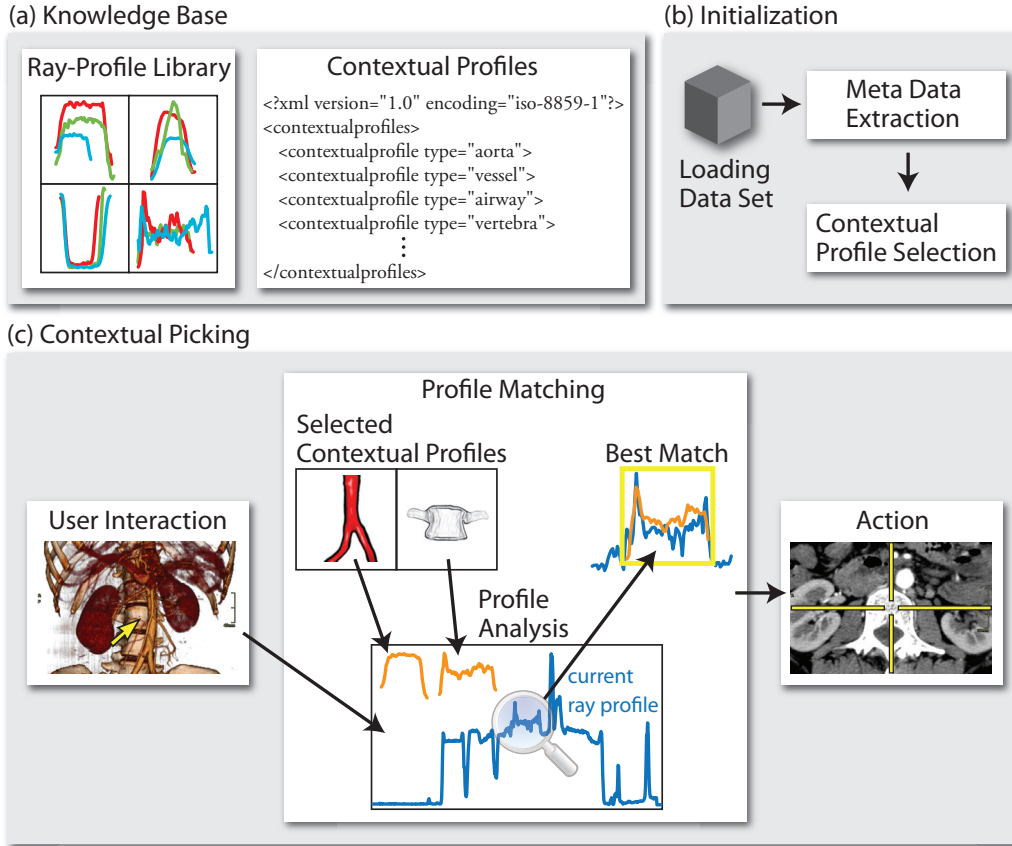 (a) Knowledge Base
Ray-Profile Library
Contextual Profiles
<?xml version="1.0" encoding="iso-8859-1"?>
<contextualprofiles>
<contextualprofile type="aorta">
<contextualprofile type="vessel">
<contextualprofile type="airway">
<contextualprofile type="vertebra">
⋮
</contextualprofiles>
(b) Initialization
Loading
Data Set
Meta Data
Extraction
Contextual
Profile Selection
(c) Contextual Picking
User Interaction
Profile Matching
Selected
Contextual Profiles
Best Match
Profile
Analysis
current
ray profile
Action